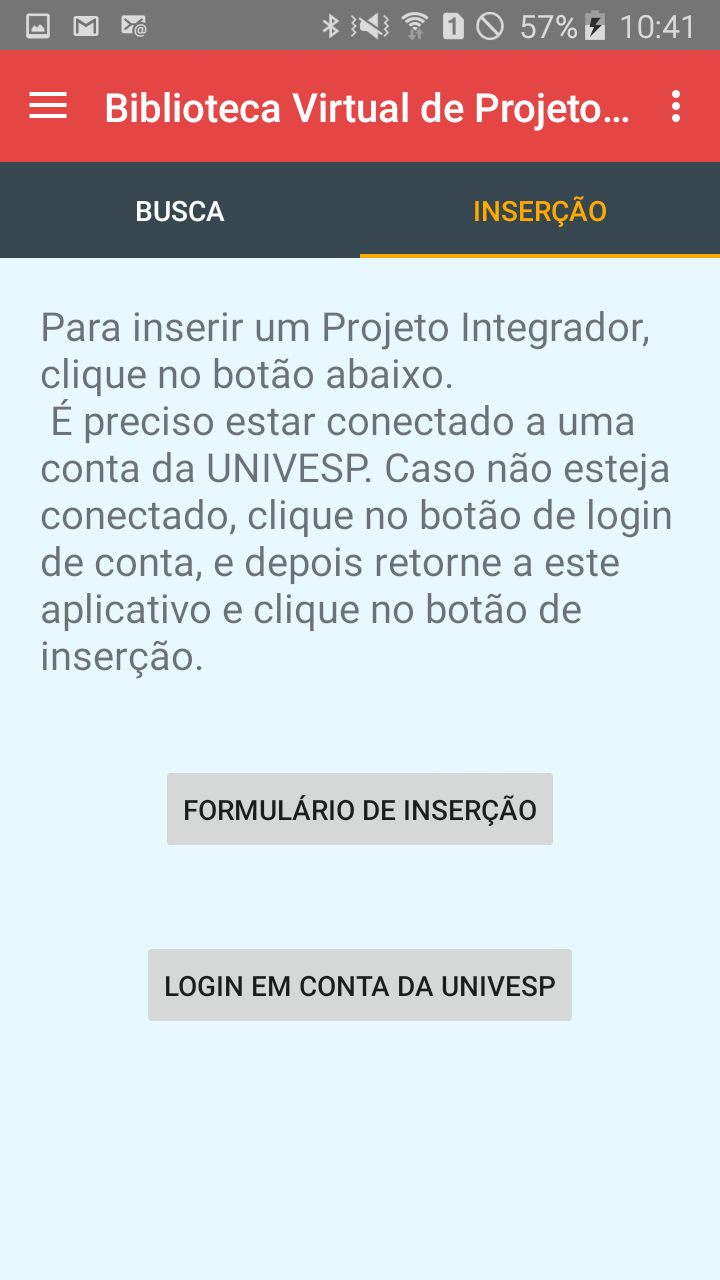 57% 10:41
Biblioteca Virtual de Projeto...
BUSCA
INSERÇÃO
Para inserir um Projeto Integrador,
clique no botão abaixo.
É preciso estar conectado a uma
conta da UNIVESP. Caso não esteja
conectado, clique no botão de login
de conta, e depois retorne a este
aplicativo e clique no botão de
inserção.
FORMULÁRIO DE INSERÇÃO
LOGIN EM CONTA DA UNIVESP